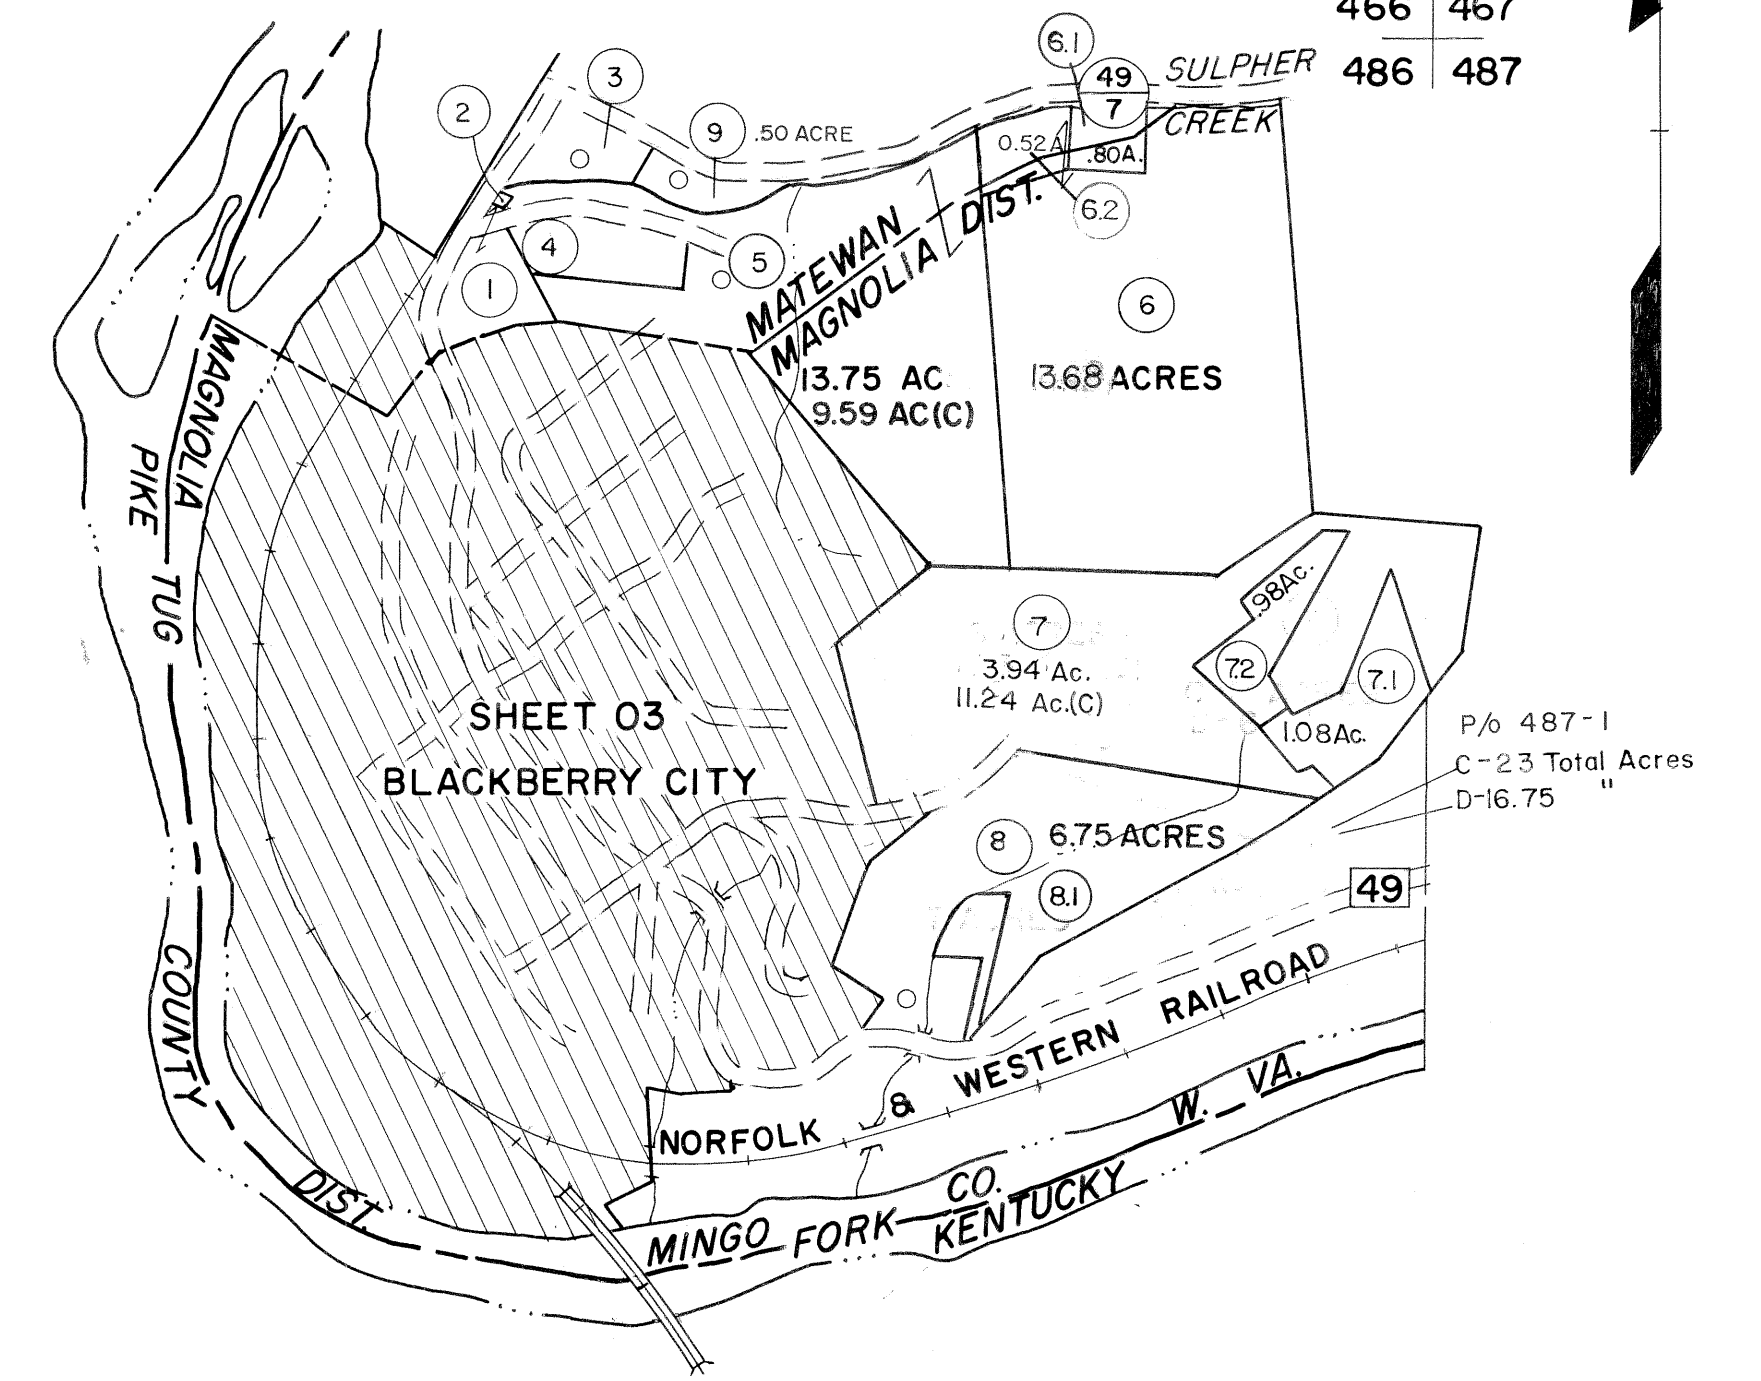 466 467
486 487
6.1
49
7
SULPHER
CREEK
3
2
9 .50 ACRE
0.52A
.80A.
6.2
4
5
1
MATEWAN
MAGNOLIA
DIST.
6
13.75 AC
9.59 AC(C)
13.68 ACRES
MAGNOLIA
PIKE
TUG
COUNTY
DIST.
7
3.94 Ac.
11.24 Ac.(C)
.98Ac.
7.2
7.1
1.08Ac.
SHEET 03
BLACKBERRY CITY
P/o 487-1
C-23 Total Acres
D-16.75 "
8 6.75 ACRES
8.1
49
NORFOLK & WESTERN RAILROAD
W. VA.
MINGO CO.
FORK KENTUCKY